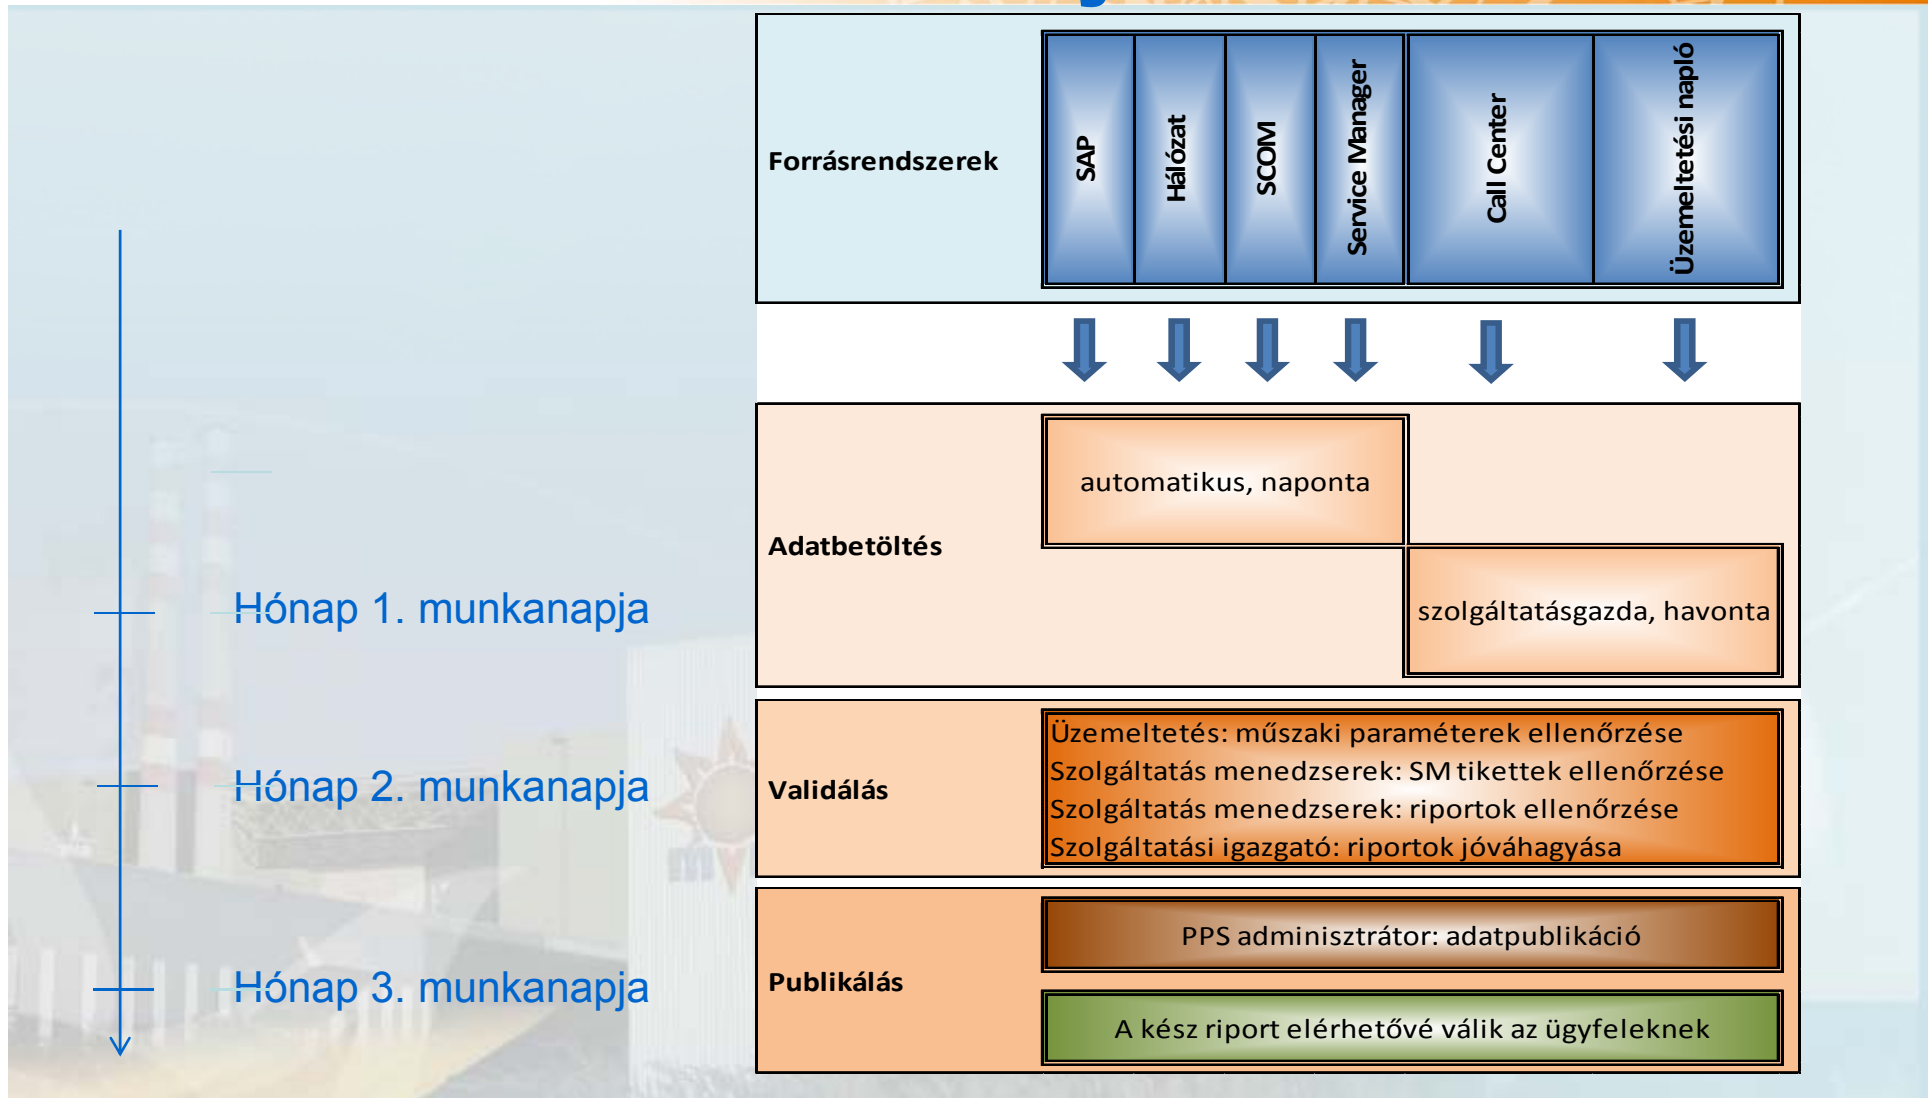 Forrásrendszerek
SAP
Hálózat
SCOM
Service Manager
Call Center
Üzemeltetési napló
Adatbetöltés
automatikus, naponta
szolgáltatásgazda, havonta
Hónap 1. munkanapja
Validálás
Üzemeltetés: műszaki paraméterek ellenőrzése
Szolgáltatás menedzserek: SM tikettek ellenőrzése
Szolgáltatás menedzserek: riportok ellenőrzése
Szolgáltatási igazgató: riportok jóváhagyása
Hónap 2. munkanapja
Publikálás
PPS adminisztrátor: adatpublikáció
A kész riport elérhetővé válik az ügyfeleknek
Hónap 3. munkanapja